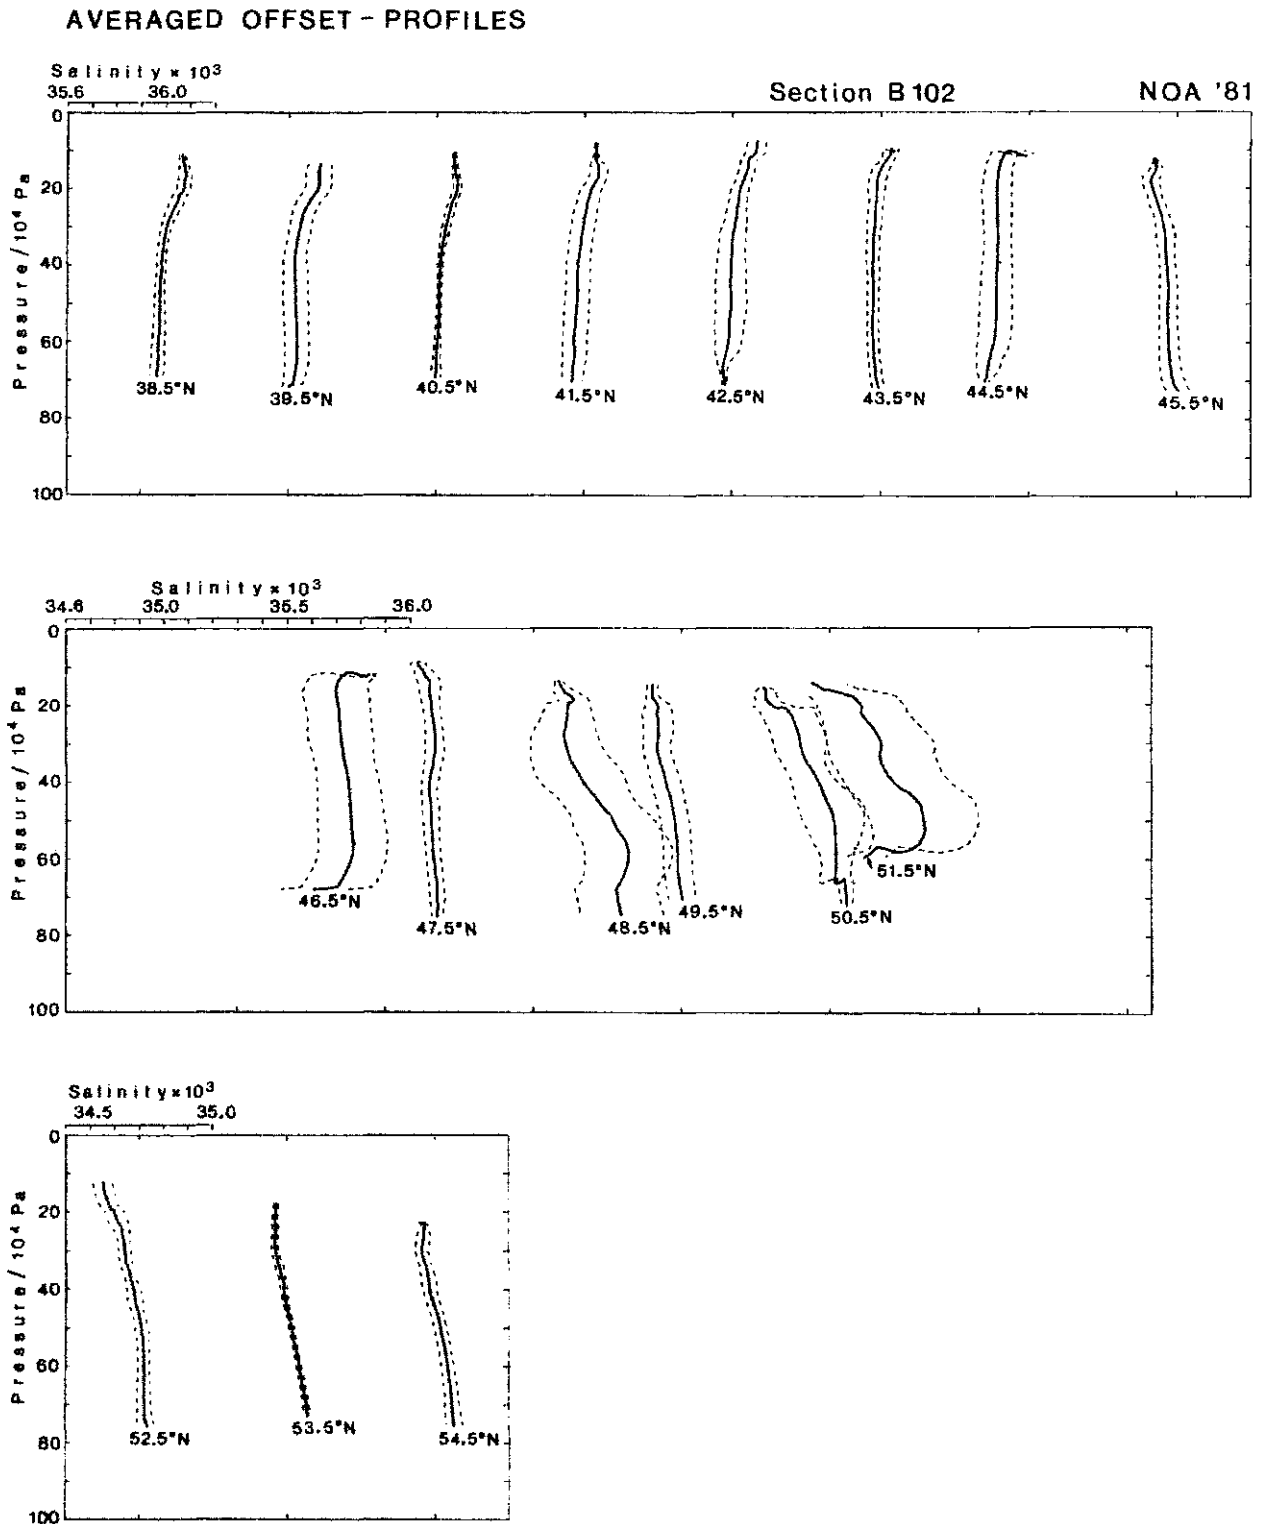 AVERAGED OFFSET - PROFILES
Salinity × 10³
35.6 36.0
Section B 102 NOA '81
0
20
40
60
80
100
Pressure / 10⁴ Pa
38.5°N 39.5°N 40.5°N 41.5°N 42.5°N 43.5°N 44.5°N 45.5°N
Salinity × 10³
34.6 35.0 35.5 36.0
0
20
40
60
80
100
Pressure / 10⁴ Pa
46.5°N 47.5°N 48.5°N 49.5°N 50.5°N 51.5°N
Salinity × 10³
34.5 35.0
0
20
40
60
80
100
Pressure / 10⁴ Pa
52.5°N 53.5°N 54.5°N